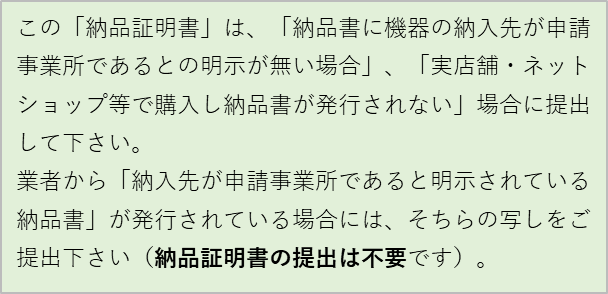 この「納品証明書」は、「納品書に機器の納入先が申請
事業所であるとの明示が無い場合」、「実店舗・ネット
ショップ等で購入し納品書が発行されない」場合に提出
して下さい。
業者から「納入先が申請事業所であると明示されている
納品書」が発行されている場合には、そちらの写しをご
提出下さい（納品証明書の提出は不要です）。